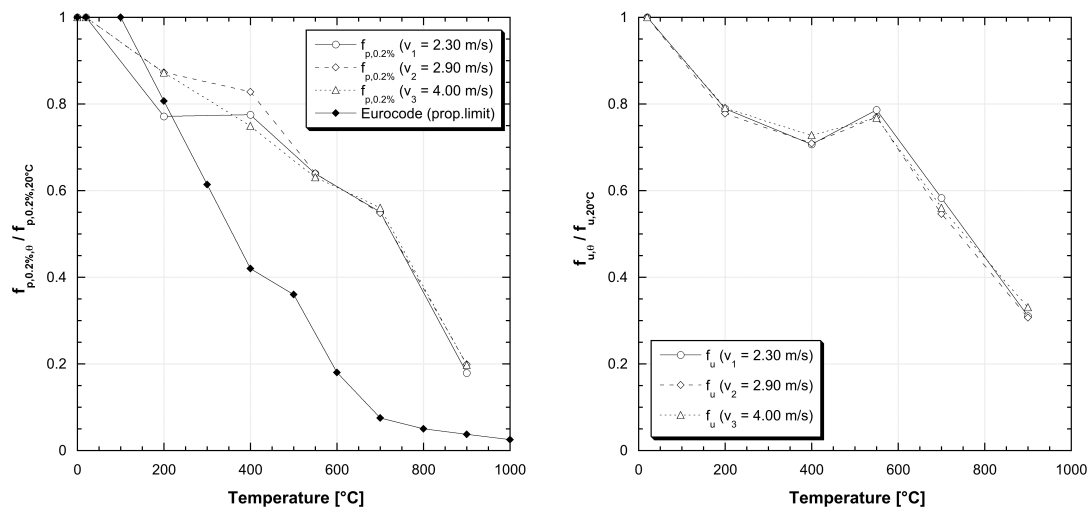 1
0.8
0.6
0.4
0.2
0
0 200 400 600 800 1000
f_p,0.2%,θ / f_p,0.2%,20°C
Temperature [°C]
f_p,0.2% (v_1 = 2.30 m/s)
f_p,0.2% (v_2 = 2.90 m/s)
f_p,0.2% (v_3 = 4.00 m/s)
Eurocode (prop.limit)
1
0.8
0.6
0.4
0.2
0
0 200 400 600 800 1000
f_u,θ / f_u,20°C
Temperature [°C]
f_u (v_1 = 2.30 m/s)
f_u (v_2 = 2.90 m/s)
f_u (v_3 = 4.00 m/s)